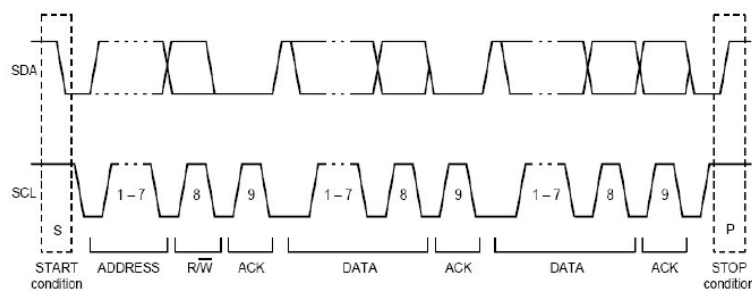 SDA
SCL
1 – 7
8
9
1 – 7
8
9
1 – 7
8
9
S
P
START condition
ADDRESS
R/W̅
ACK
DATA
ACK
DATA
ACK
STOP condition